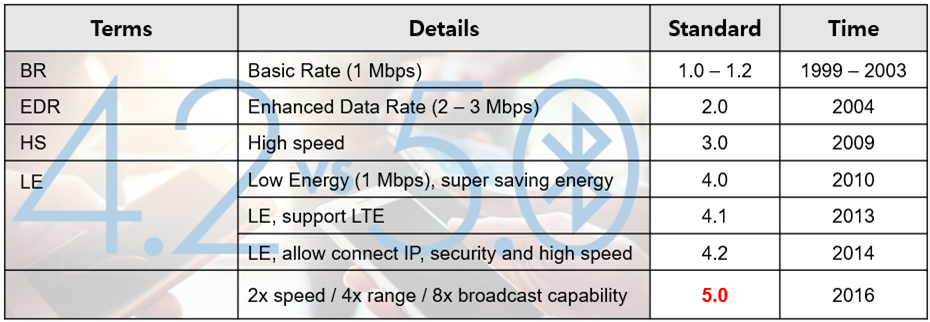 Terms Details Standard Time
BR Basic Rate (1 Mbps) 1.0 – 1.2 1999 – 2003
EDR Enhanced Data Rate (2 – 3 Mbps) 2.0 2004
HS High speed 3.0 2009
LE Low Energy (1 Mbps), super saving energy 4.0 2010
LE, support LTE 4.1 2013
LE, allow connect IP, security and high speed 4.2 2014
2x speed / 4x range / 8x broadcast capability 5.0 2016
4.2 vs 5.0